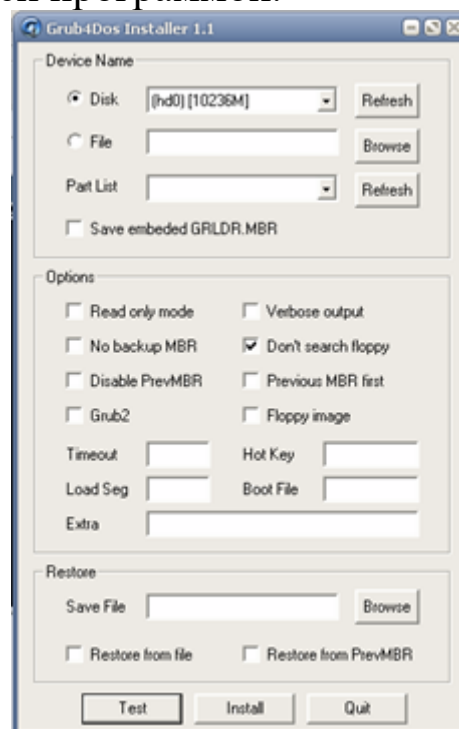 Grub4Dos Installer 1.1
Device Name
Disk (hd0) [10236M] Refresh
File Browse
Part List Refresh
Save embeded GRLDR.MBR
Options
Read only mode Verbose output
No backup MBR Don't search floppy
Disable PrevMBR Previous MBR first
Grub2 Floppy image
Timeout Hot Key
Load Seg Boot File
Extra
Restore
Save File Browse
Restore from file Restore from PrevMBR
Test Install Quit